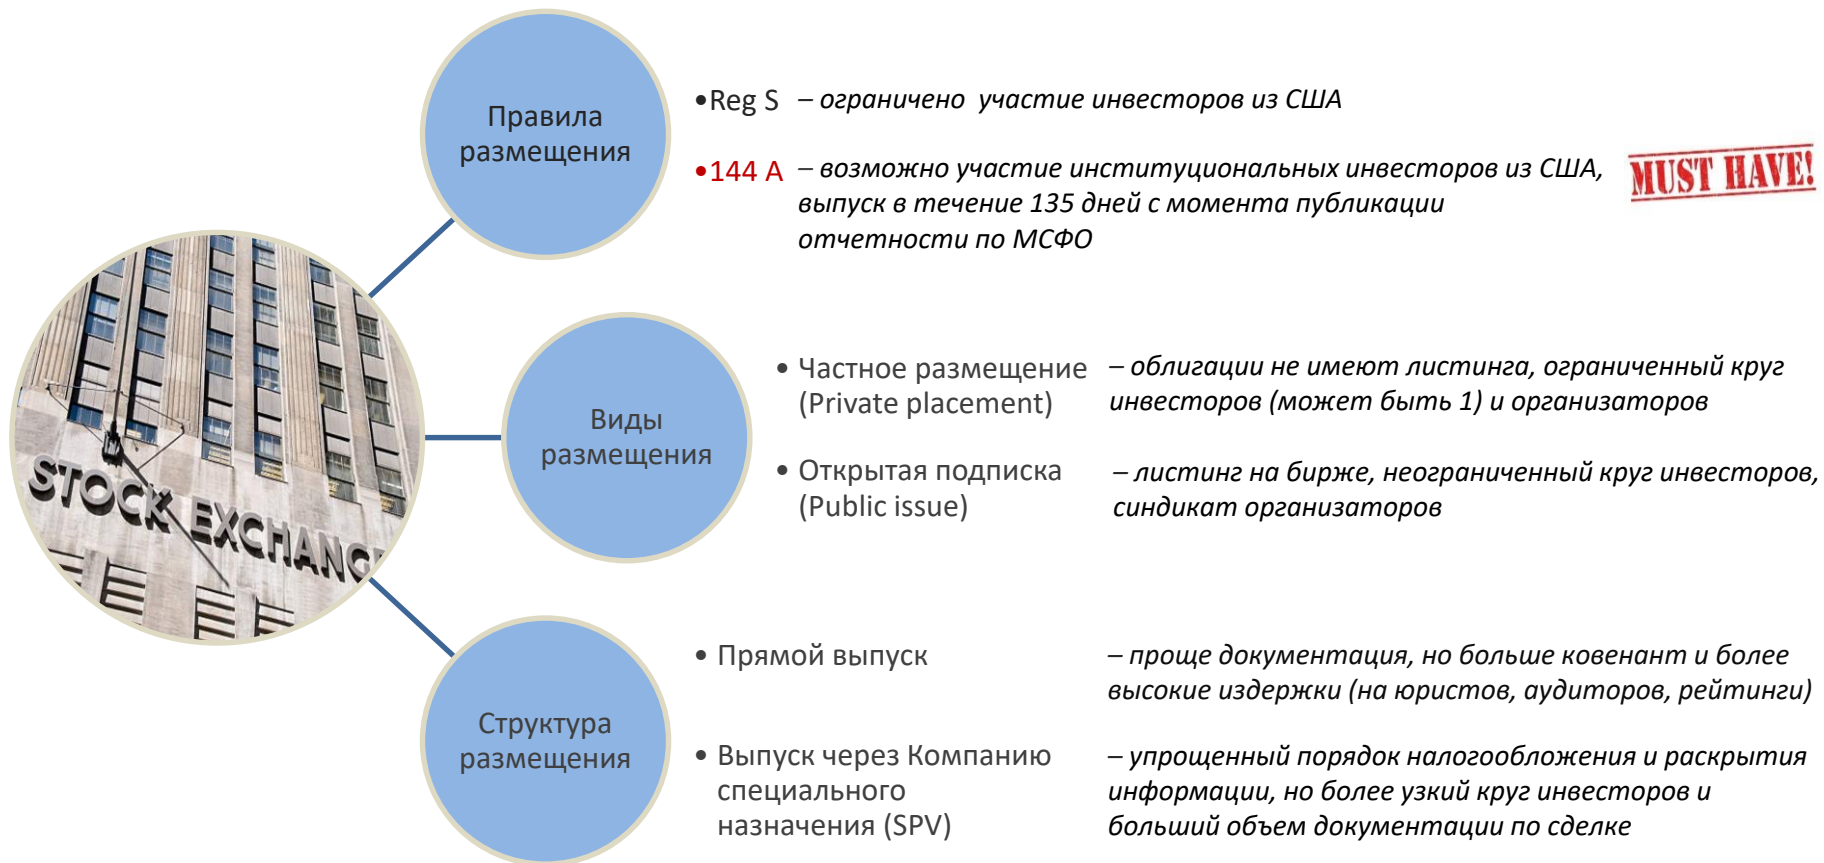 Правила
размещения
•Reg S – ограничено участие инвесторов из США
•144 A – возможно участие институциональных инвесторов из США,
выпуск в течение 135 дней с момента публикации
отчетности по МСФО
MUST HAVE!
STOCK EXCHANG
Виды
размещения
• Частное размещение – облигации не имеют листинга, ограниченный круг
(Private placement) инвесторов (может быть 1) и организаторов
• Открытая подписка – листинг на бирже, неограниченный круг инвесторов,
(Public issue) синдикат организаторов
Структура
размещения
• Прямой выпуск – проще документация, но больше ковенант и более
высокие издержки (на юристов, аудиторов, рейтинги)
• Выпуск через Компанию – упрощенный порядок налогообложения и раскрытия
специального информации, но более узкий круг инвесторов и
назначения (SPV) больший объем документации по сделке